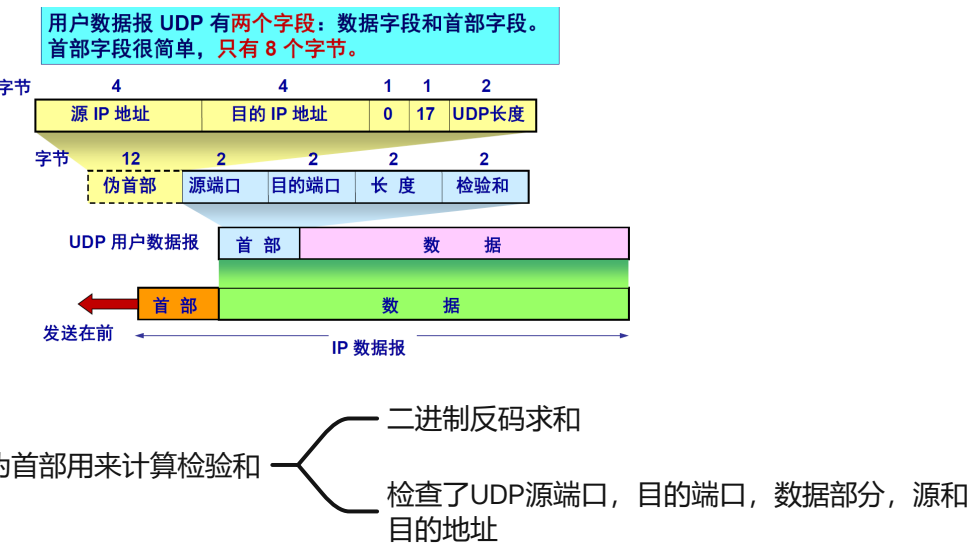 用户数据报 UDP 有两个字段：数据字段和首部字段。
首部字段很简单，只有 8 个字节。
字节 4 4 1 1 2
源 IP 地址 目的 IP 地址 0 17 UDP长度
字节 12 2 2 2 2
伪首部 源端口 目的端口 长 度 检验和
UDP 用户数据报 首 部 数 据
首 部 数 据
发送在前
IP 数据报
二进制反码求和
伪首部用来计算检验和
检查了UDP源端口，目的端口，数据部分，源和
目的地址